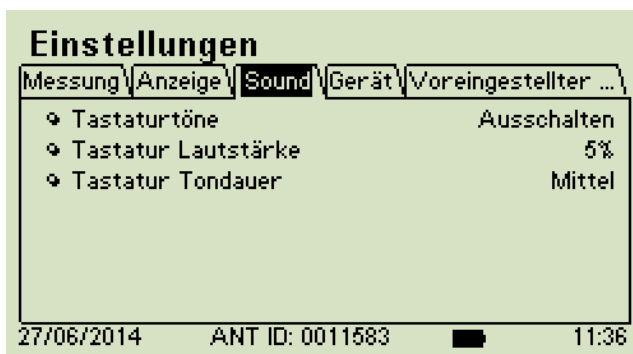 Einstellungen
Messung Anzeige Sound Gerät Voreingestellter ...
Tastaturtöne Ausschalten
Tastatur Lautstärke 5%
Tastatur Tondauer Mittel
27/06/2014 ANT ID: 0011583 11:36